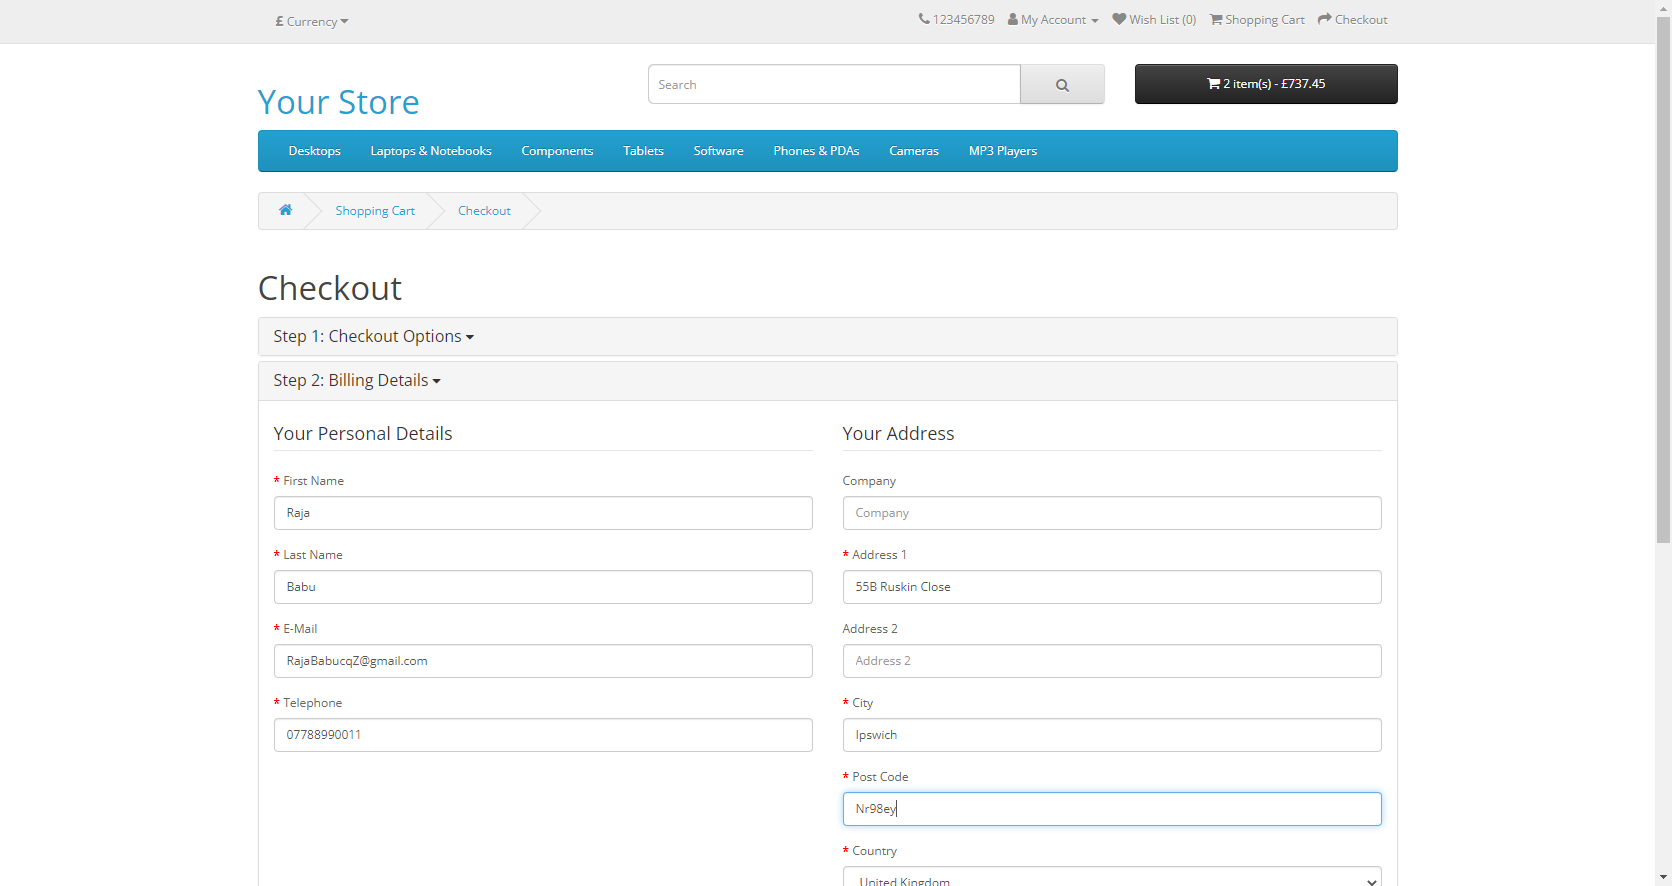 £ Currency
123456789 My Account Wish List (0) Shopping Cart Checkout
Your Store
Search
2 item(s) - £737.45
Desktops Laptops & Notebooks Components Tablets Software Phones & PDAs Cameras MP3 Players
Shopping Cart Checkout
Checkout
Step 1: Checkout Options
Step 2: Billing Details
Your Personal Details
* First Name
Raja
* Last Name
Babu
* E-Mail
RajaBabucqZ@gmail.com
* Telephone
07788990011
Your Address
Company
Company
* Address 1
55B Ruskin Close
Address 2
Address 2
* City
Ipswich
* Post Code
Nr98ey
* Country
United Kingdom